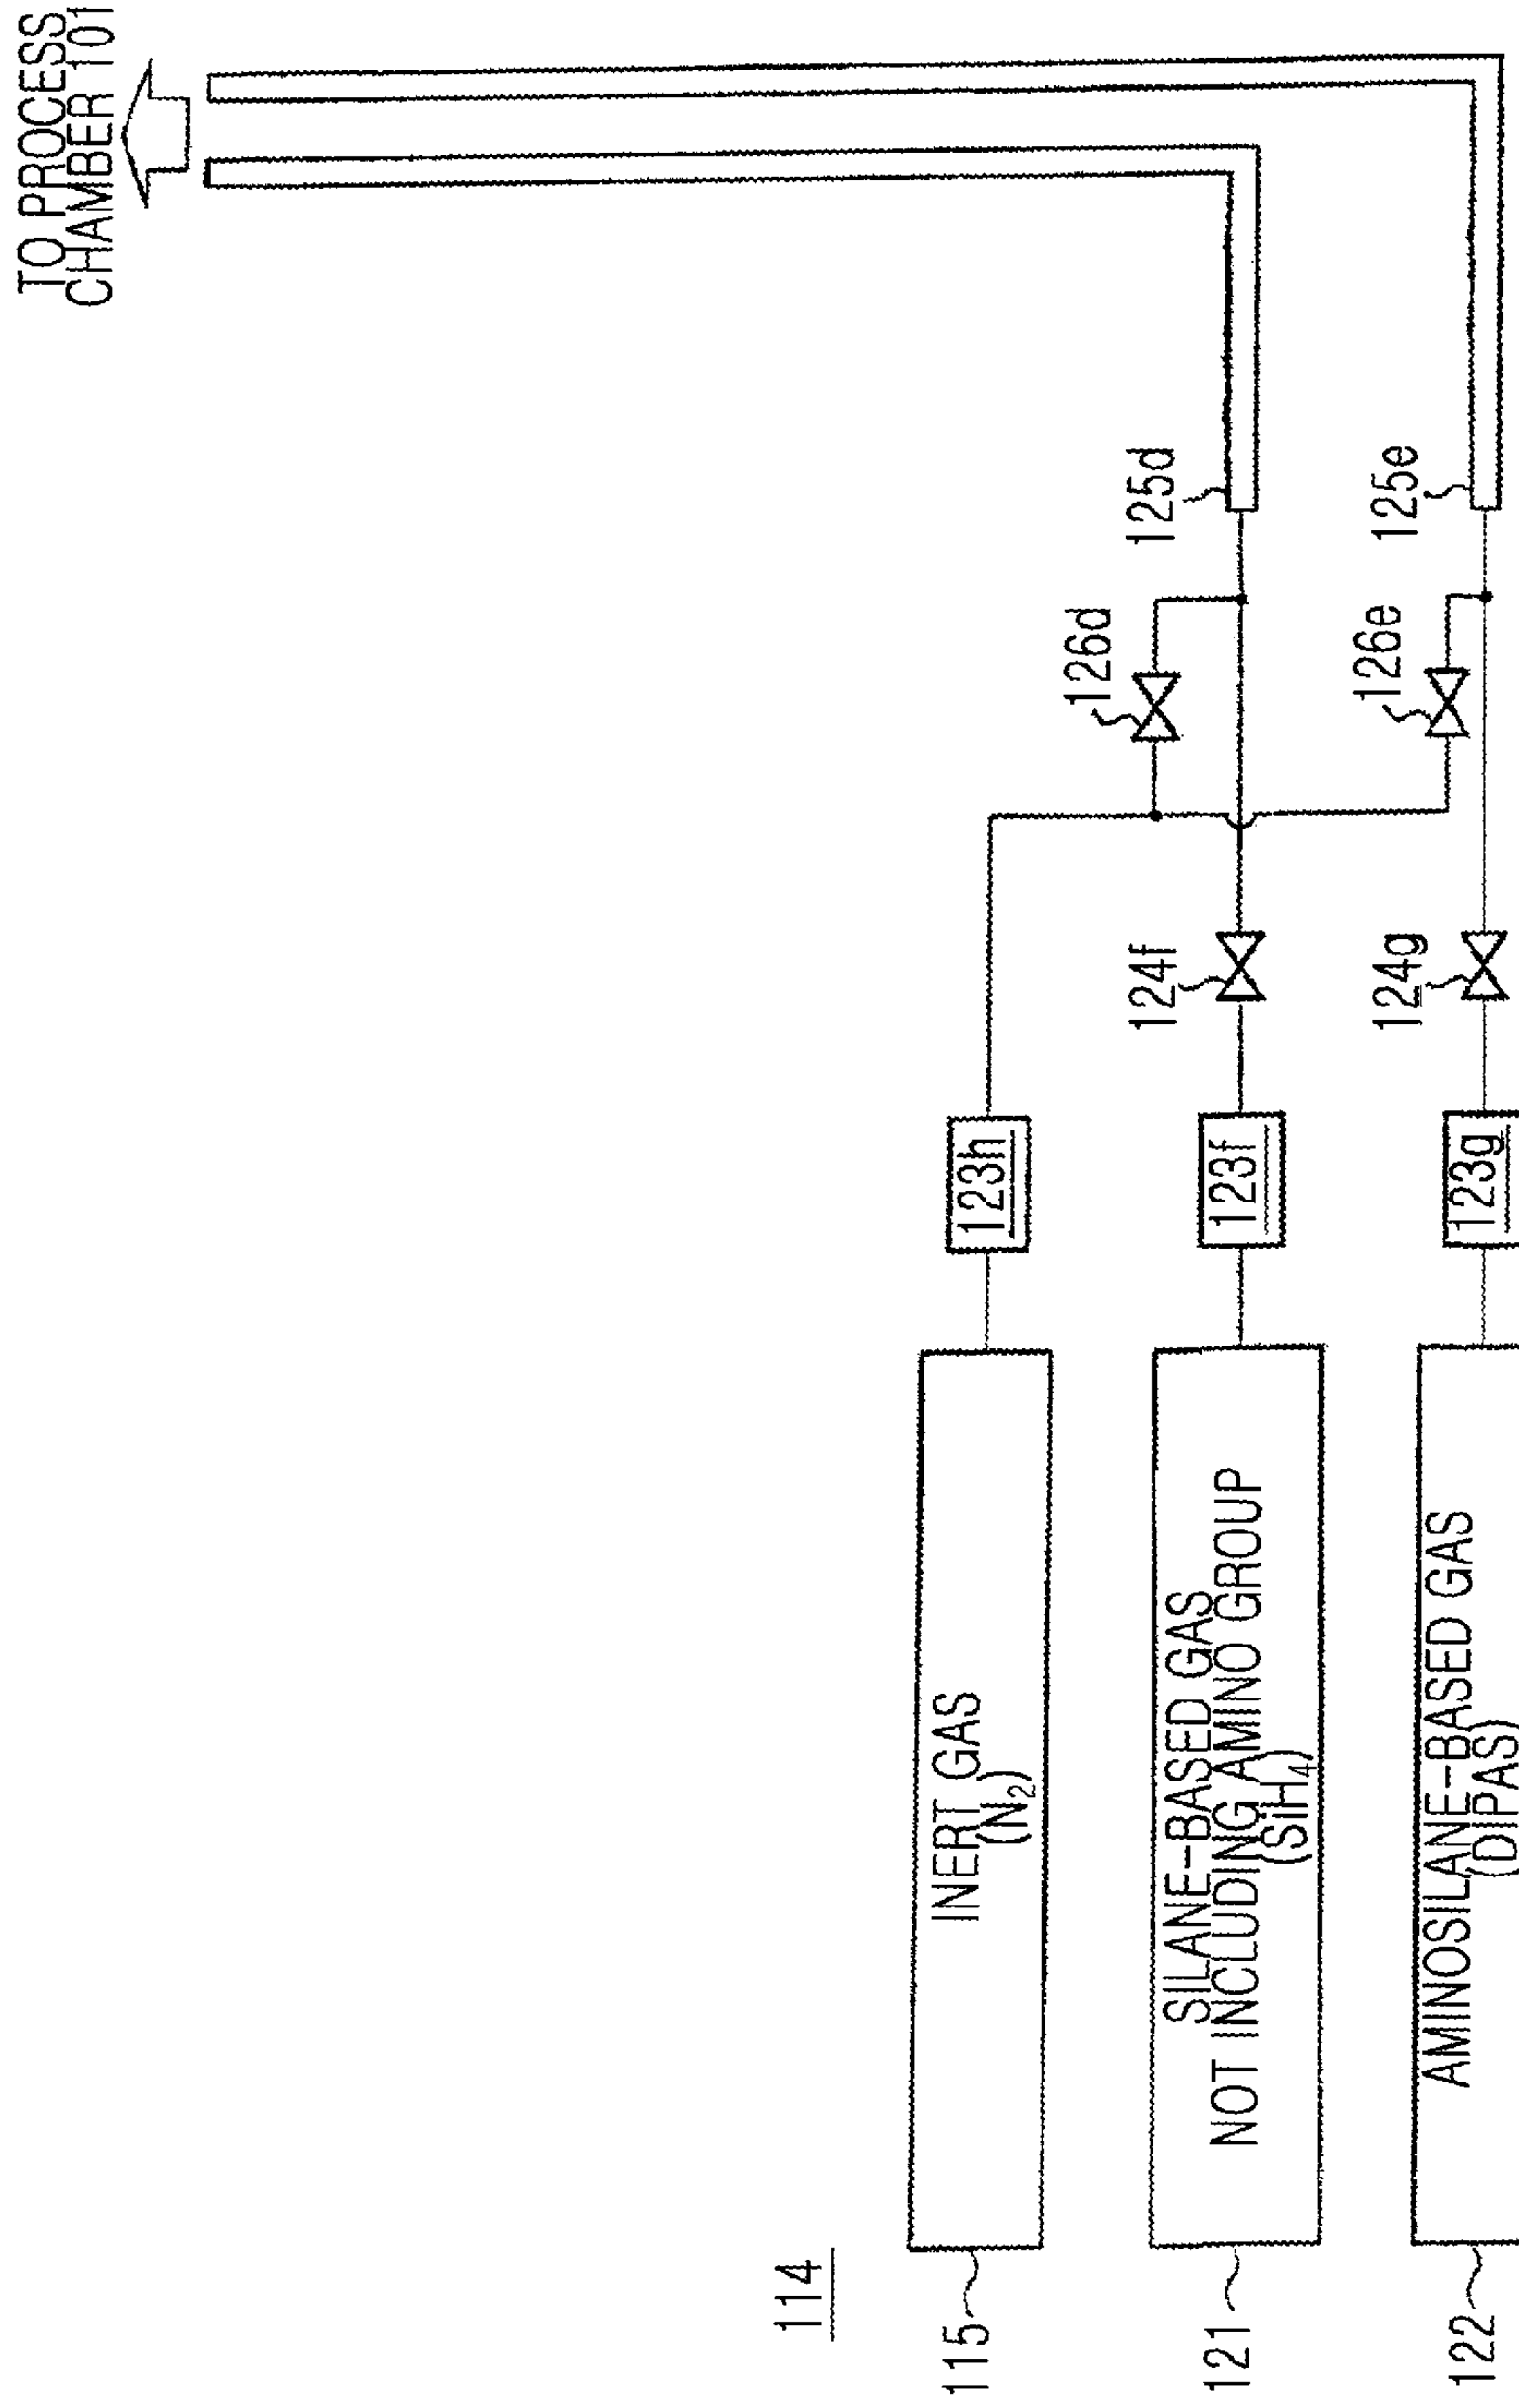 TO PROCESS
CHAMBER 101
114
115
INERT GAS
(N₂)
123h
126d
125d
121
SILANE-BASED GAS
NOT INCLUDING AMINO GROUP
(SiH₄)
123f
124f
126e
125e
122
AMINOSILANE-BASED GAS
(DIPAS)
123g
124g